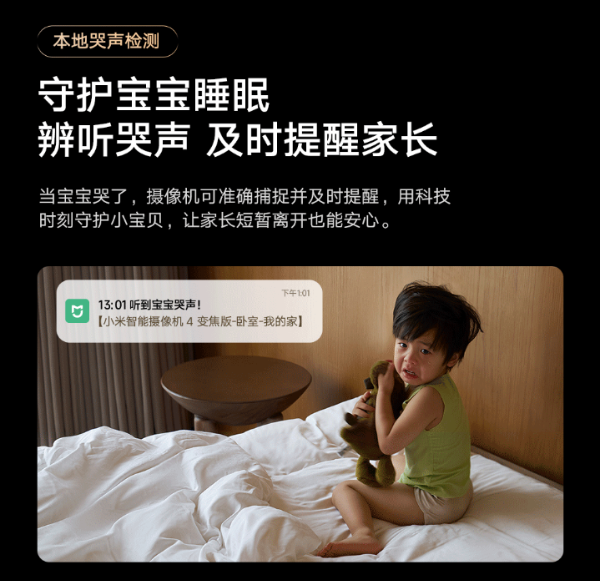 本地哭声检测
守护宝宝睡眠
辨听哭声 及时提醒家长
当宝宝哭了，摄像机可准确捕捉并及时提醒，用科技
时刻守护小宝贝，让家长短暂离开也能安心。
下午1:01
13:01 听到宝宝哭声！
【小米智能摄像机 4 变焦版-卧室-我的家】